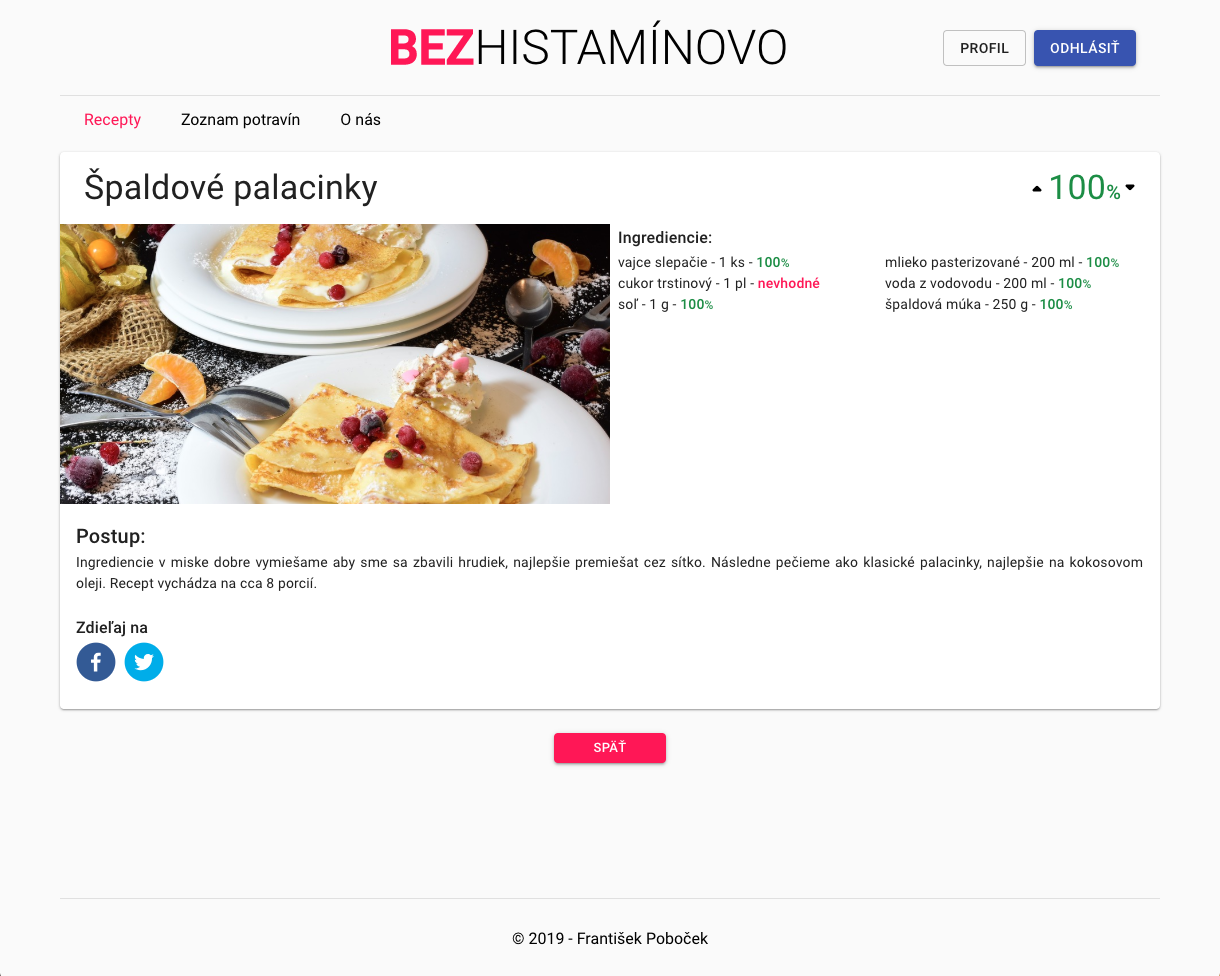 BEZHISTAMÍNOVO
PROFIL
ODHLÁSIŤ
Recepty
Zoznam potravín
O nás
Špaldové palacinky
100%
Ingrediencie:
vajce slepačie - 1 ks - 100%
cukor trstinový - 1 pl - nevhodné
soľ - 1 g - 100%
mlieko pasterizované - 200 ml - 100%
voda z vodovodu - 200 ml - 100%
špaldová múka - 250 g - 100%
Postup:
Ingrediencie v miske dobre vymiešame aby sme sa zbavili hrudiek, najlepšie premiešat cez sítko. Následne pečieme ako klasické palacinky, najlepšie na kokosovom
oleji. Recept vychádza na cca 8 porcií.
Zdieľaj na
SPÄŤ
© 2019 - František Poboček